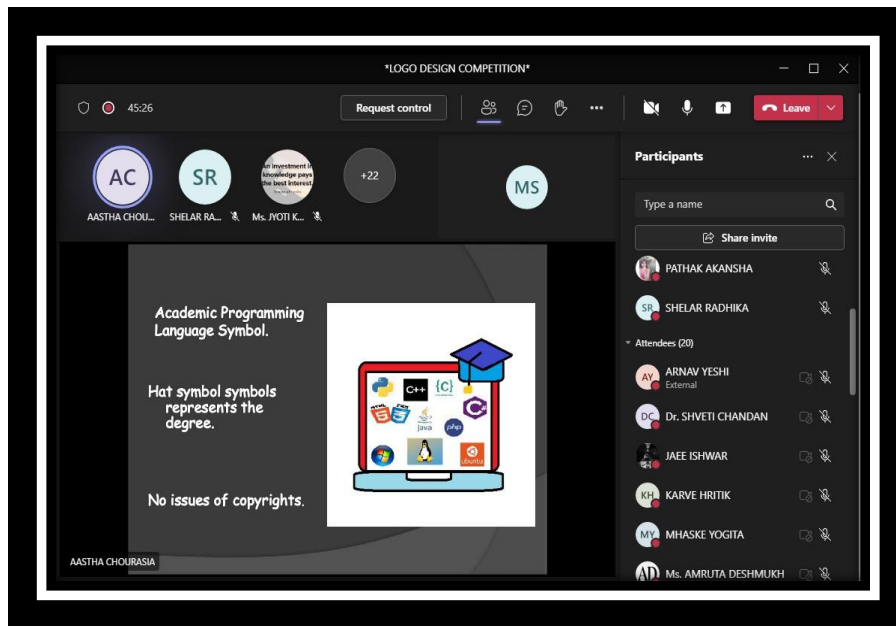 *LOGO DESIGN COMPETITION*
45:26
Request control
Leave
AC
SR
An investment in
knowledge pays
the best interest.
+22
MS
AASTHA CHOU...
SHELAR RA...
Ms. JYOTI K...
Academic Programming
Language Symbol.
Hat symbol symbols
represents the
degree.
No issues of copyrights.
C++
{C}
HTML
5
3
C#
Java
php
ubuntu
AASTHA CHOURASIA
Participants
Type a name
Share invite
PATHAK AKANSHA
SR
SHELAR RADHIKA
Attendees (20)
AY
ARNAV YESHI
External
DC
Dr. SHVETI CHANDAN
JAEE ISHWAR
KH
KARVE HRITIK
MY
MHASKE YOGITA
AD
Ms. AMRUTA DESHMUKH